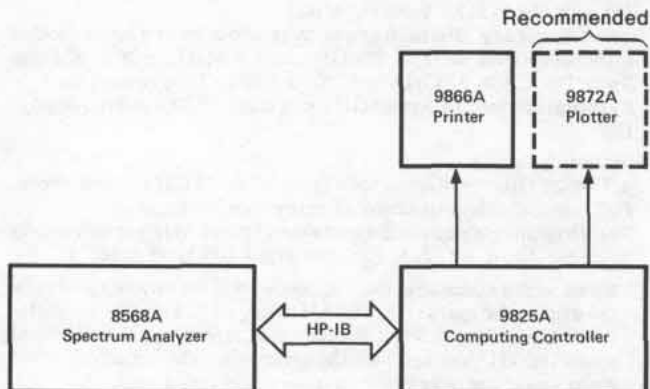 Recommended
9866A
Printer
9872A
Plotter
8568A
Spectrum Analyzer
HP-IB
9825A
Computing Controller